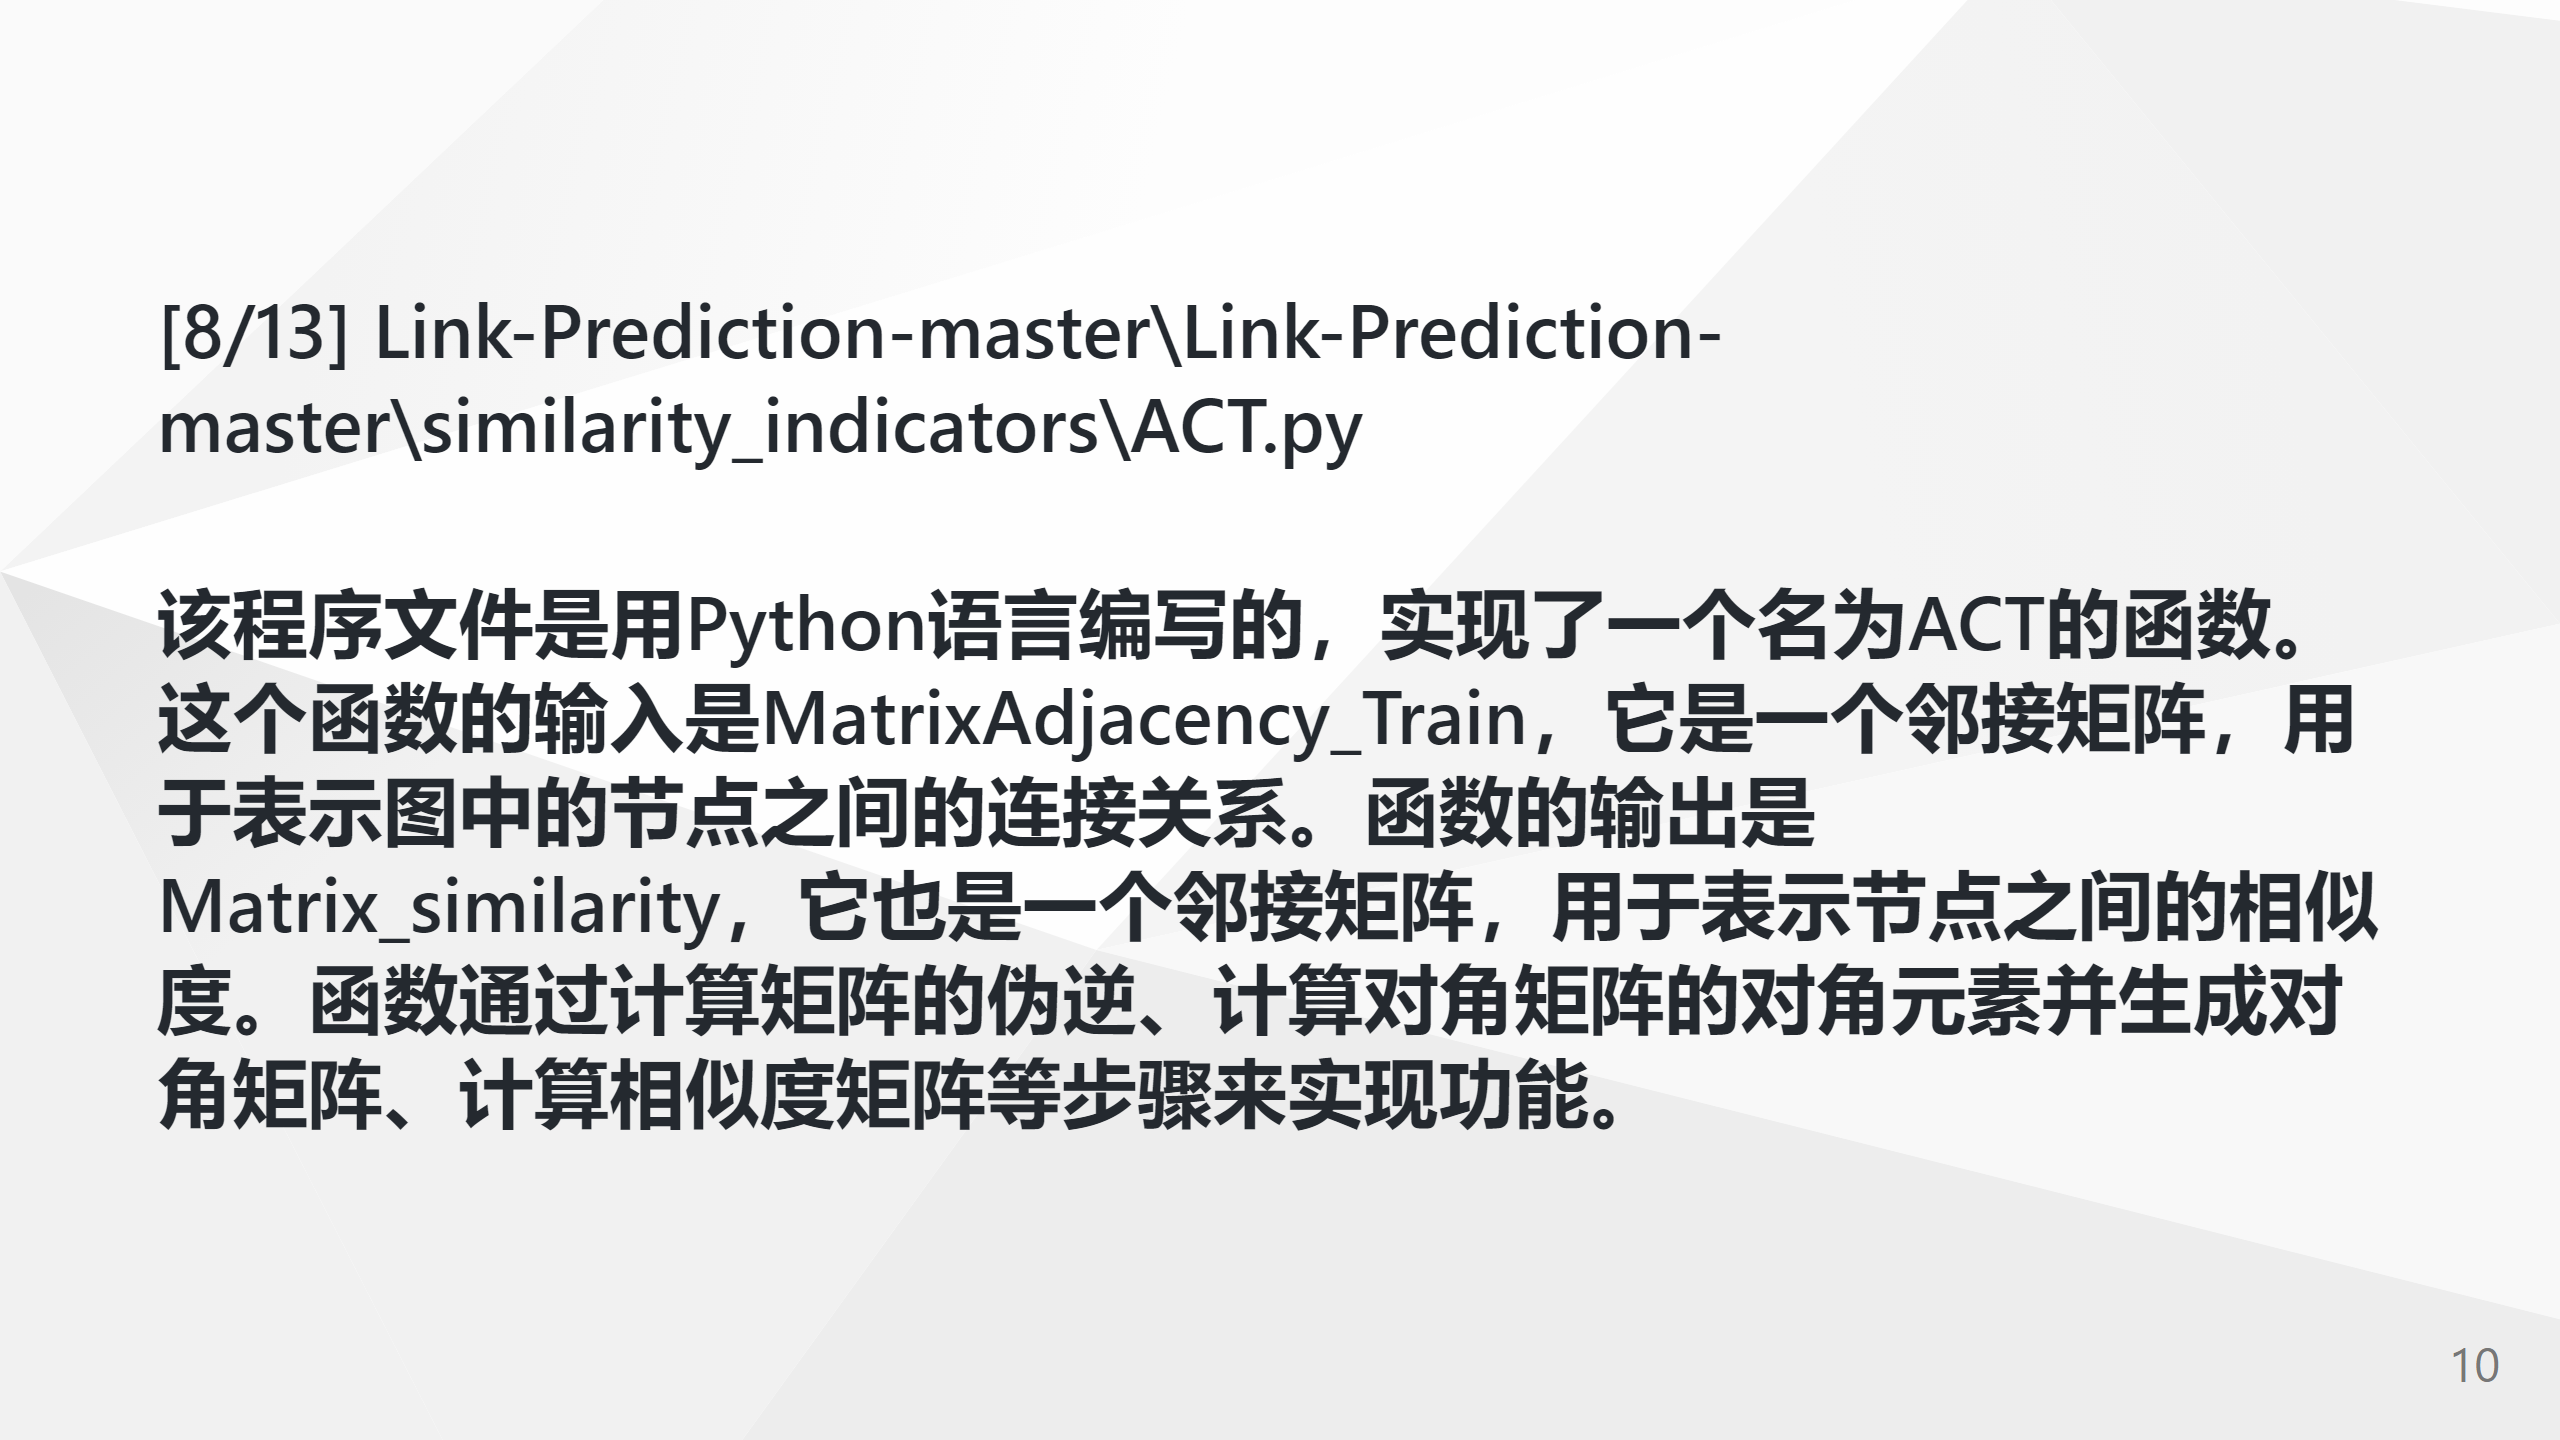 [8/13] Link-Prediction-master\Link-Prediction-
master\similarity_indicators\ACT.py
该程序文件是用Python语言编写的，实现了一个名为ACT的函数。
这个函数的输入是MatrixAdjacency_Train，它是一个邻接矩阵，用
于表示图中的节点之间的连接关系。函数的输出是
Matrix_similarity，它也是一个邻接矩阵，用于表示节点之间的相似
度。函数通过计算矩阵的伪逆、计算对角矩阵的对角元素并生成对
角矩阵、计算相似度矩阵等步骤来实现功能。
10